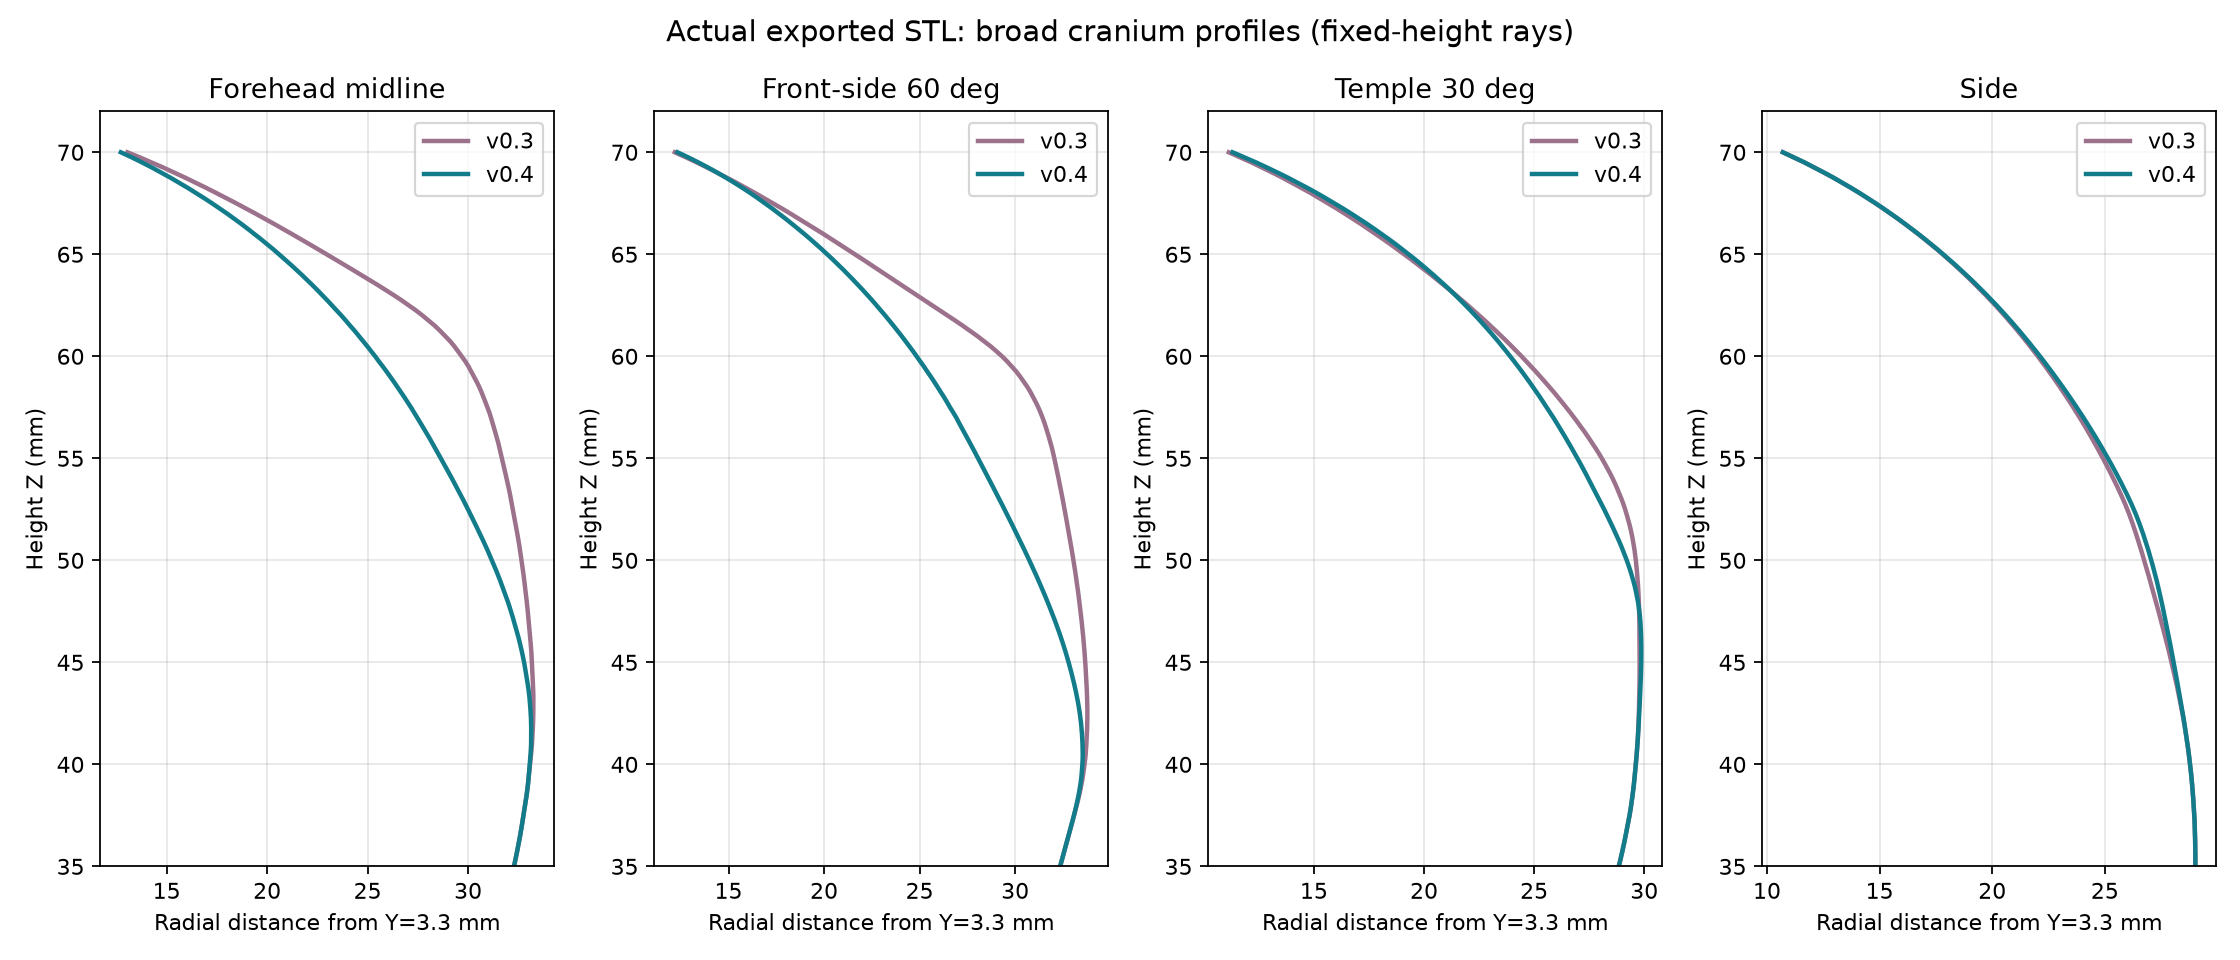 Actual exported STL: broad cranium profiles (fixed-height rays)
Forehead midline
v0.3
v0.4
70
65
60
55
50
45
40
35
15
20
25
30
Height Z (mm)
Radial distance from Y=3.3 mm
Front-side 60 deg
v0.3
v0.4
70
65
60
55
50
45
40
35
15
20
25
30
Height Z (mm)
Radial distance from Y=3.3 mm
Temple 30 deg
v0.3
v0.4
70
65
60
55
50
45
40
35
15
20
25
30
Height Z (mm)
Radial distance from Y=3.3 mm
Side
v0.3
v0.4
70
65
60
55
50
45
40
35
10
15
20
25
Height Z (mm)
Radial distance from Y=3.3 mm